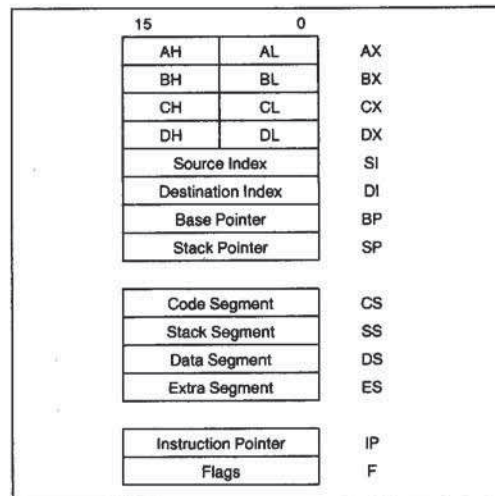 15 0
AH AL AX
BH BL BX
CH CL CX
DH DL DX
Source Index SI
Destination Index DI
Base Pointer BP
Stack Pointer SP
Code Segment CS
Stack Segment SS
Data Segment DS
Extra Segment ES
Instruction Pointer IP
Flags F